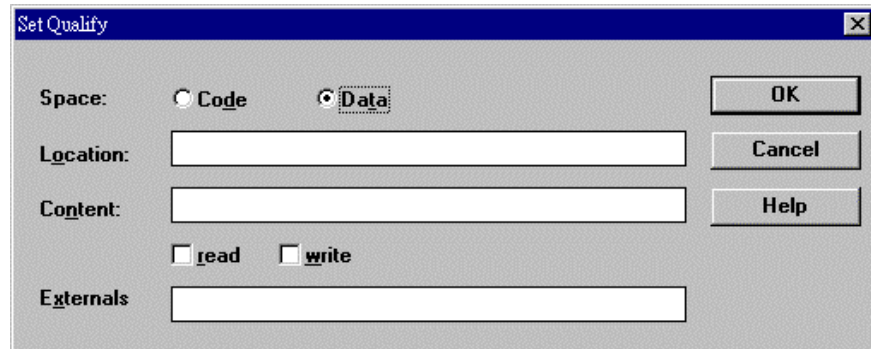 Set Qualify
Space: Code Data OK
Location: Cancel
Content: Help
read write
Externals